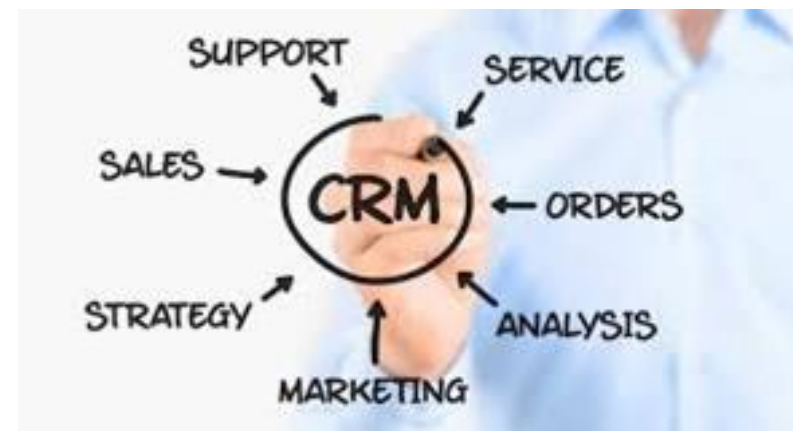 SUPPORT
SERVICE
SALES
CRM
ORDERS
STRATEGY
ANALYSIS
MARKETING